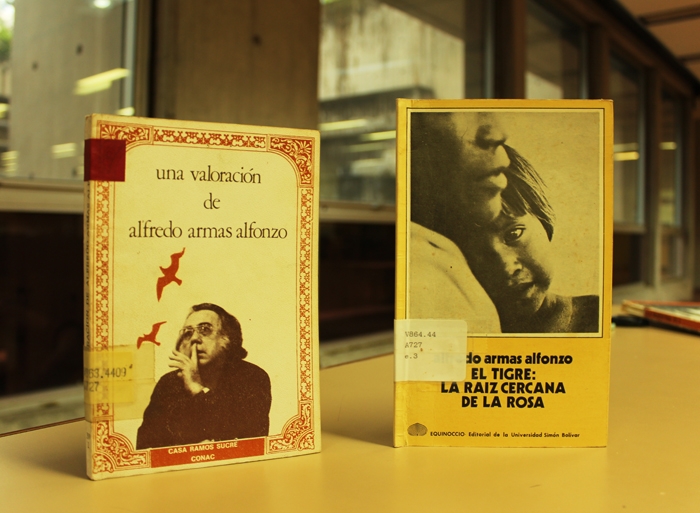 una valoración
de
alfredo armas alfonzo
CASA RAMOS SUCRE
CONAC
V864.44
A727
e.3
do armas alfonzo
EL TIGRE:
LA RAIZ CERCANA
DE LA ROSA
EQUINOCCIO Editorial de la Universidad Simón Bolívar